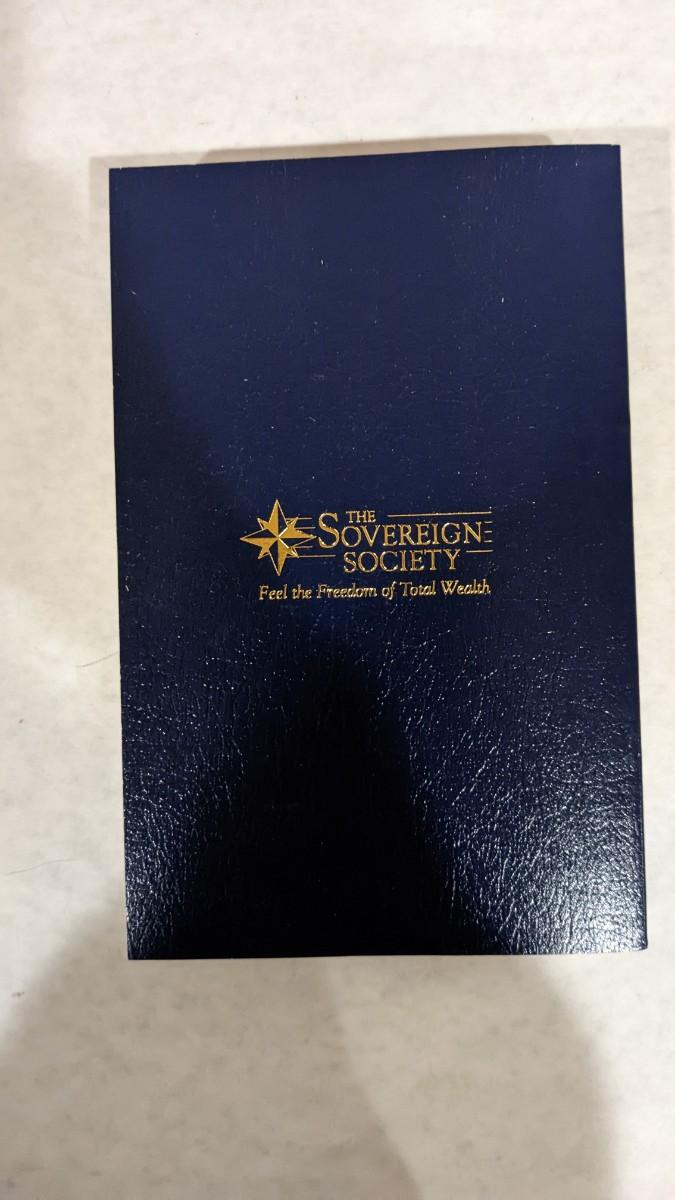 THE
SOVEREIGN
SOCIETY
Feel the Freedom of Total Wealth